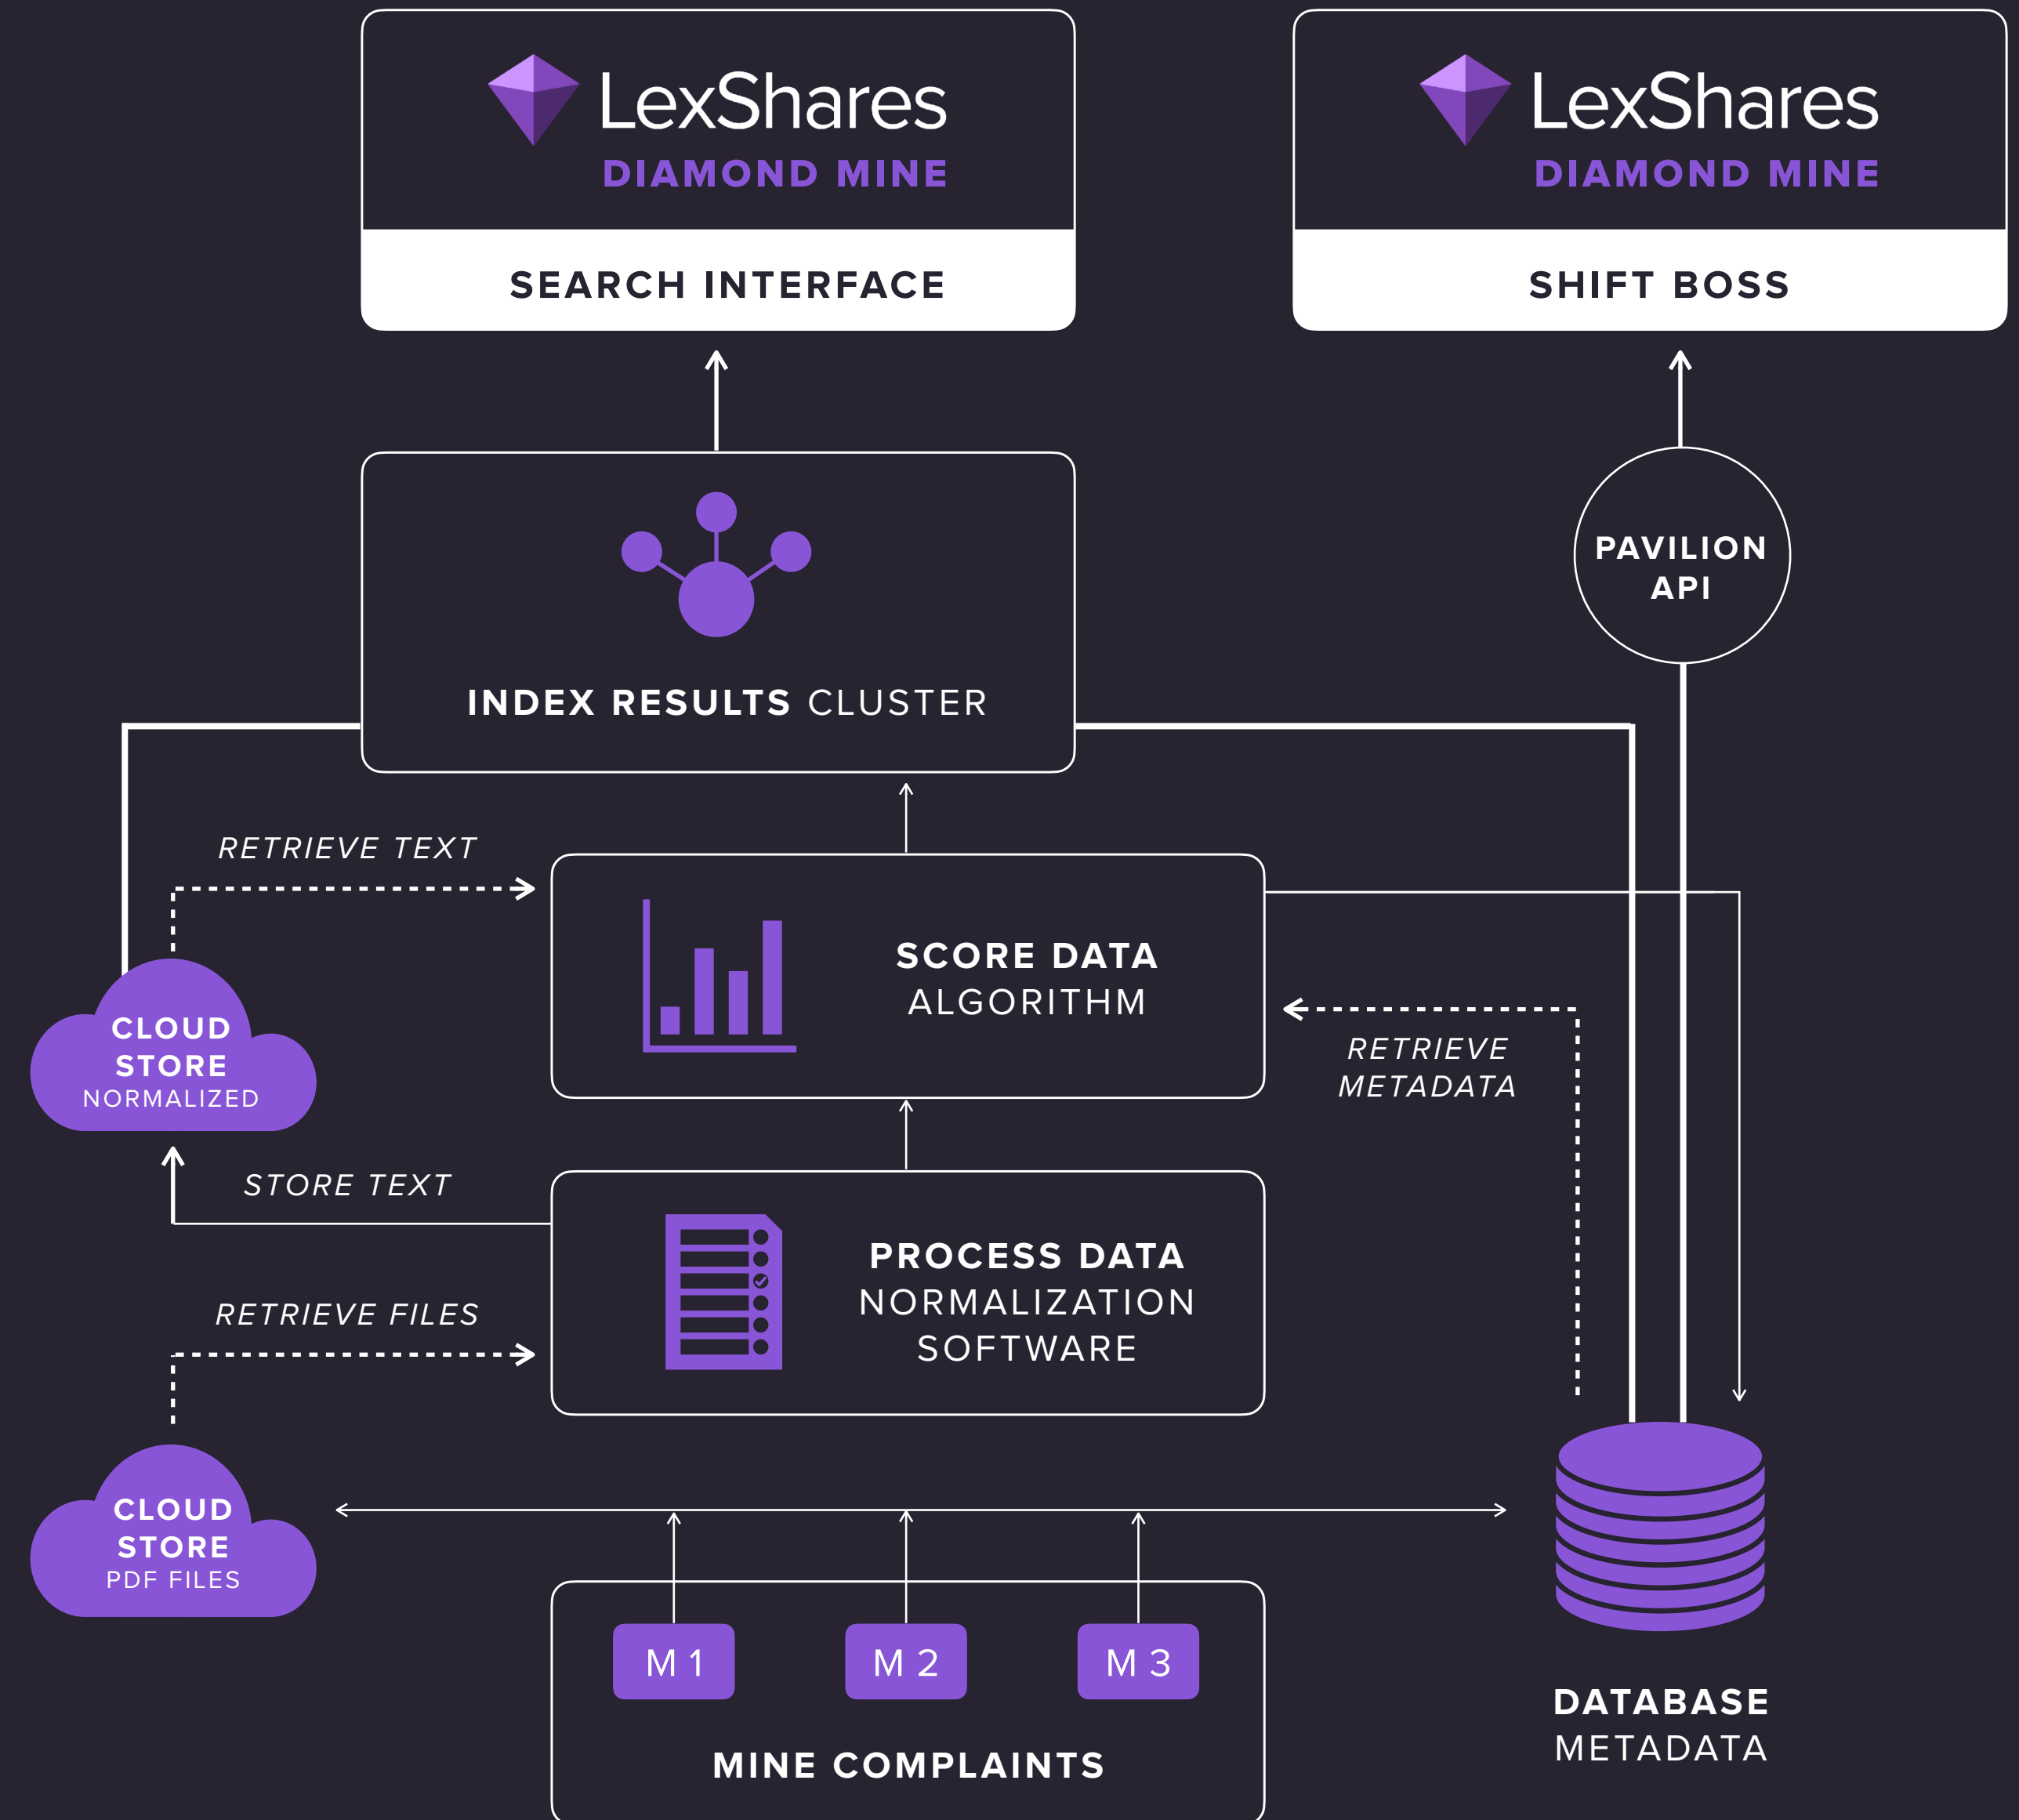 LexShares
DIAMOND MINE
SEARCH INTERFACE
LexShares
DIAMOND MINE
SHIFT BOSS
PAVILION
API
INDEX RESULTS CLUSTER
RETRIEVE TEXT
SCORE DATA
ALGORITHM
CLOUD
STORE
NORMALIZED
RETRIEVE
METADATA
STORE TEXT
PROCESS DATA
NORMALIZATION
SOFTWARE
RETRIEVE FILES
CLOUD
STORE
PDF FILES
M 1
M 2
M 3
MINE COMPLAINTS
DATABASE
METADATA